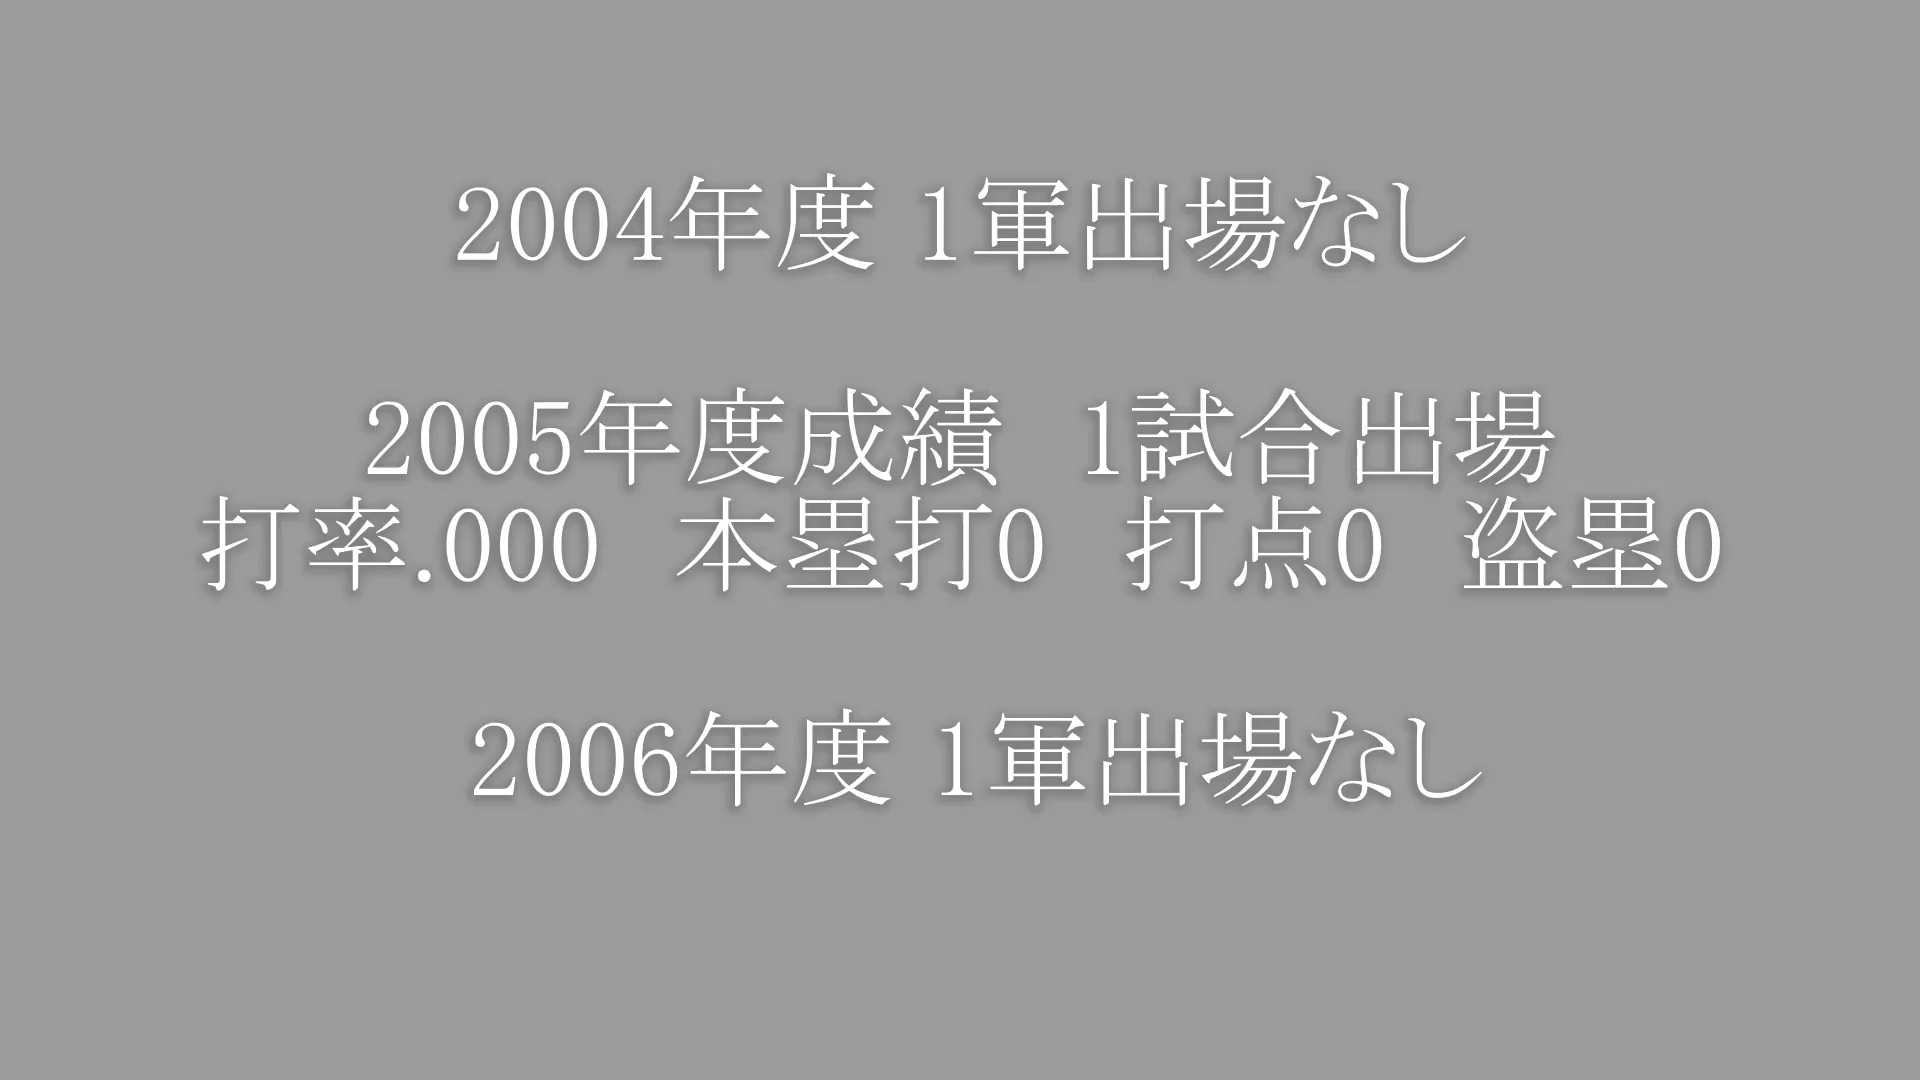 2004年度 1軍出場なし
2005年度成績　1試合出場
打率.000　本塁打0　打点0　盗塁0
2006年度 1軍出場なし